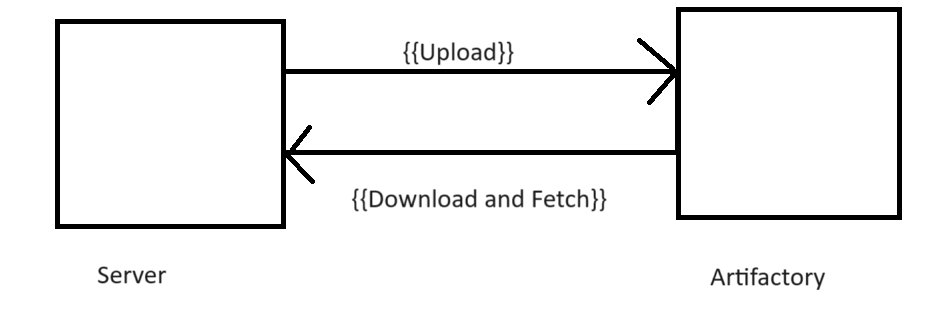 {{Upload}}
{{Download and Fetch}}
Server
Artifactory